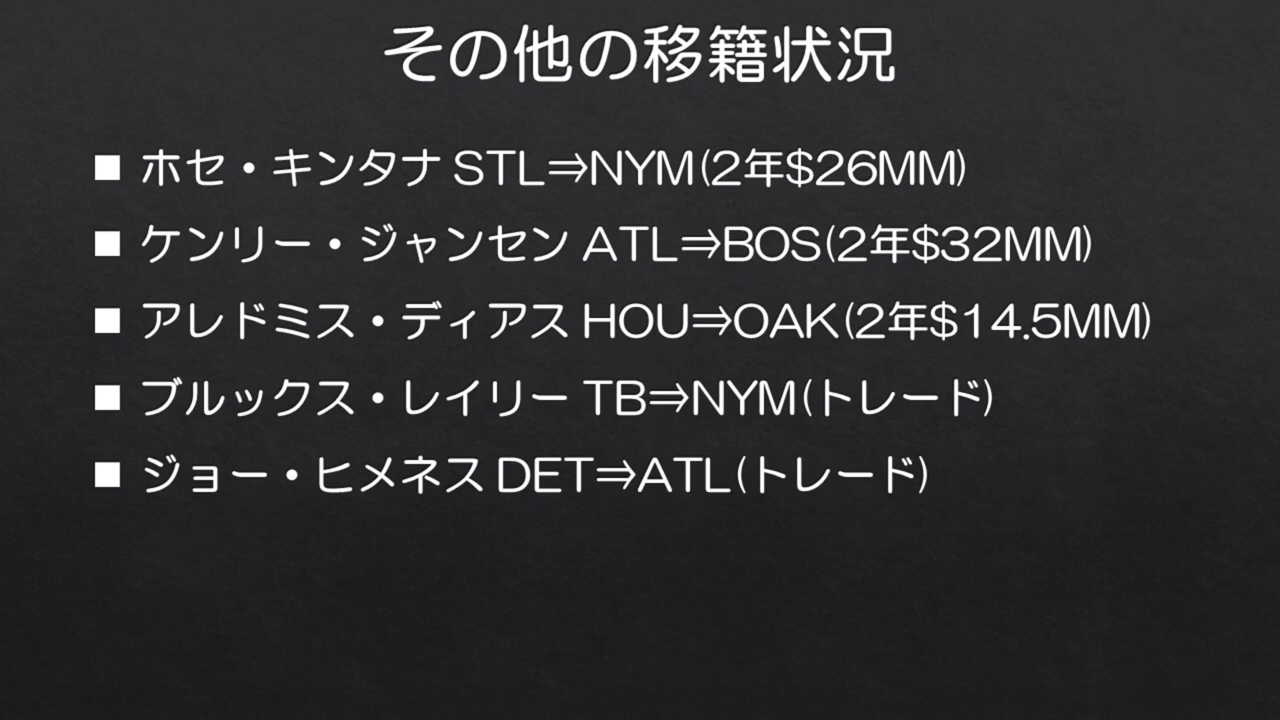 その他の移籍状況
■ ホセ・キンタナ STL⇒NYM(2年$26MM)
■ ケンリー・ジャンセン ATL⇒BOS(2年$32MM)
■ アレドミス・ディアス HOU⇒OAK(2年$14.5MM)
■ ブルックス・レイリー TB⇒NYM(トレード)
■ ジョー・ヒメネス DET⇒ATL(トレード)